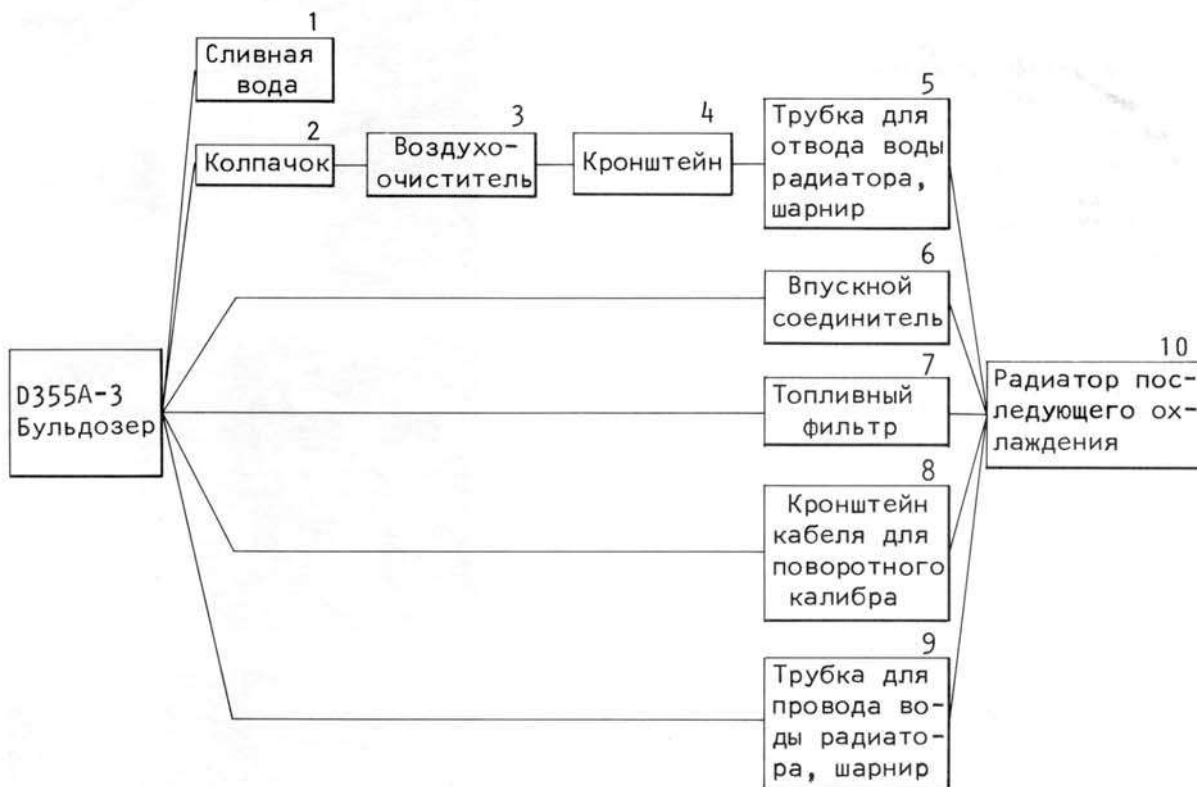 1
Сливная
вода
2
Колпачок
3
Воздухо-
очиститель
4
Кронштейн
5
Трубка для
отвода воды
радиатора,
шарнир
6
Впускной
соединитель
D355A-3
Бульдозер
7
Топливный
фильтр
8
Кронштейн
кабеля для
поворотного
калибра
9
Трубка для
провода во-
ды радиато-
ра, шарнир
10
Радиатор пос-
ледующего ох-
лаждения